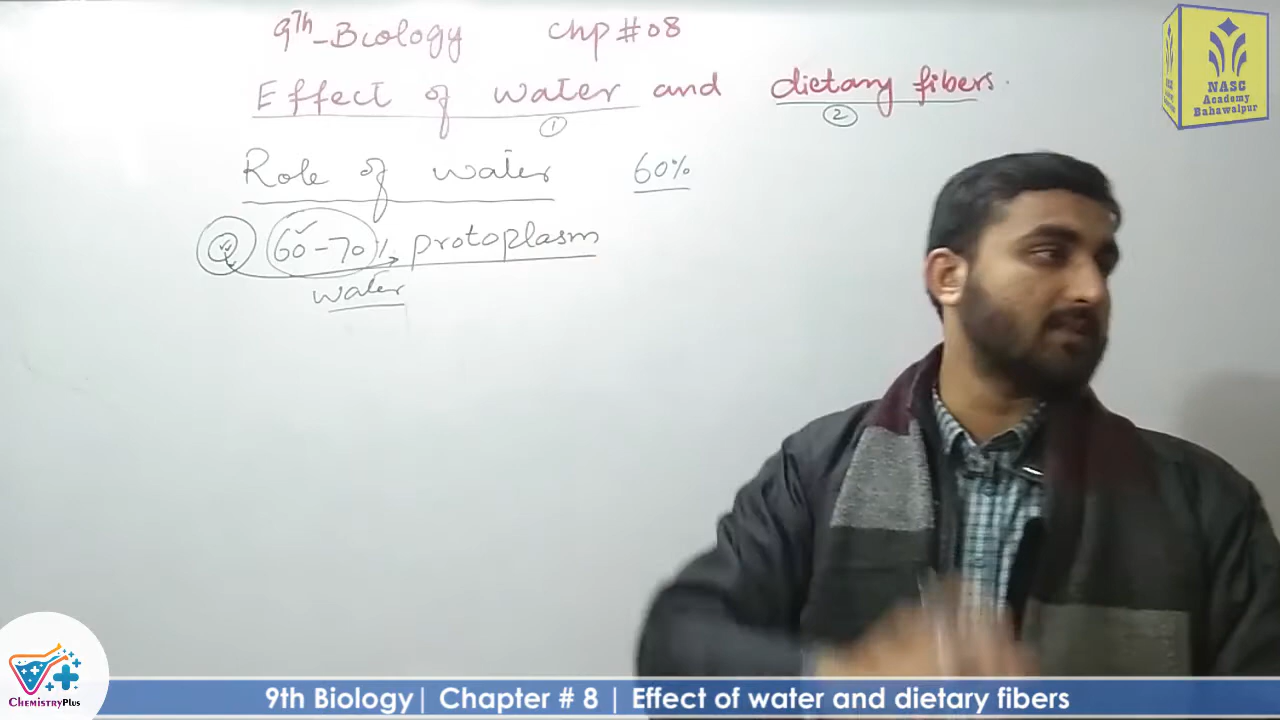 9th-Biology Chp # 08
Effect of water and dietary fibers.
1 2
Role of water 60%
Q 60-70% protoplasm
water
NASC
Academy
Bahawalpur
ChemistryPlus
9th Biology| Chapter # 8 | Effect of water and dietary fibers